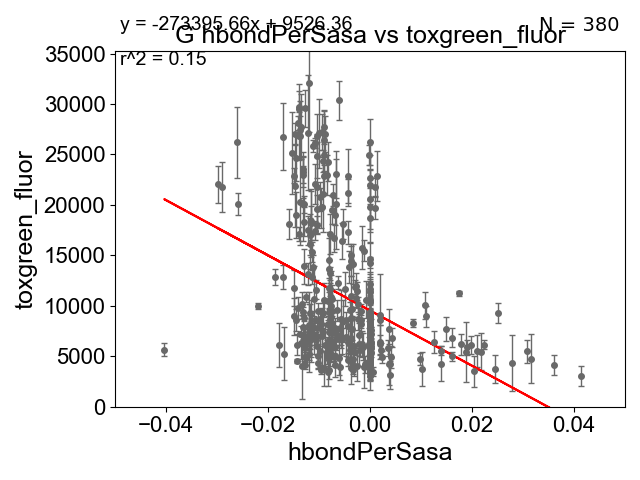 y = -273395.66x + 9526.36
N = 380
G hbondPerSasa vs toxgreen_fluor
r^2 = 0.15
35000
30000
25000
20000
15000
10000
5000
0
toxgreen_fluor
−0.04
−0.02
0.00
0.02
0.04
hbondPerSasa